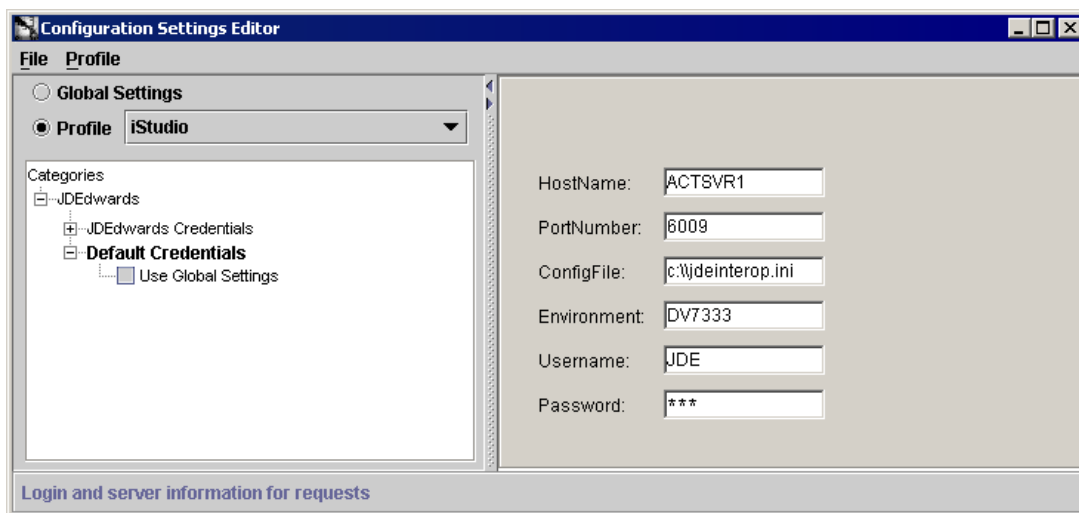 Configuration Settings Editor
File Profile
Global Settings
Profile iStudio
Categories
JDEdwards
JDEdwards Credentials
Default Credentials
Use Global Settings
HostName: ACTSVR1
PortNumber: 6009
ConfigFile: c:\\jdeinterop.ini
Environment: DV7333
Username: JDE
Password: ***
Login and server information for requests